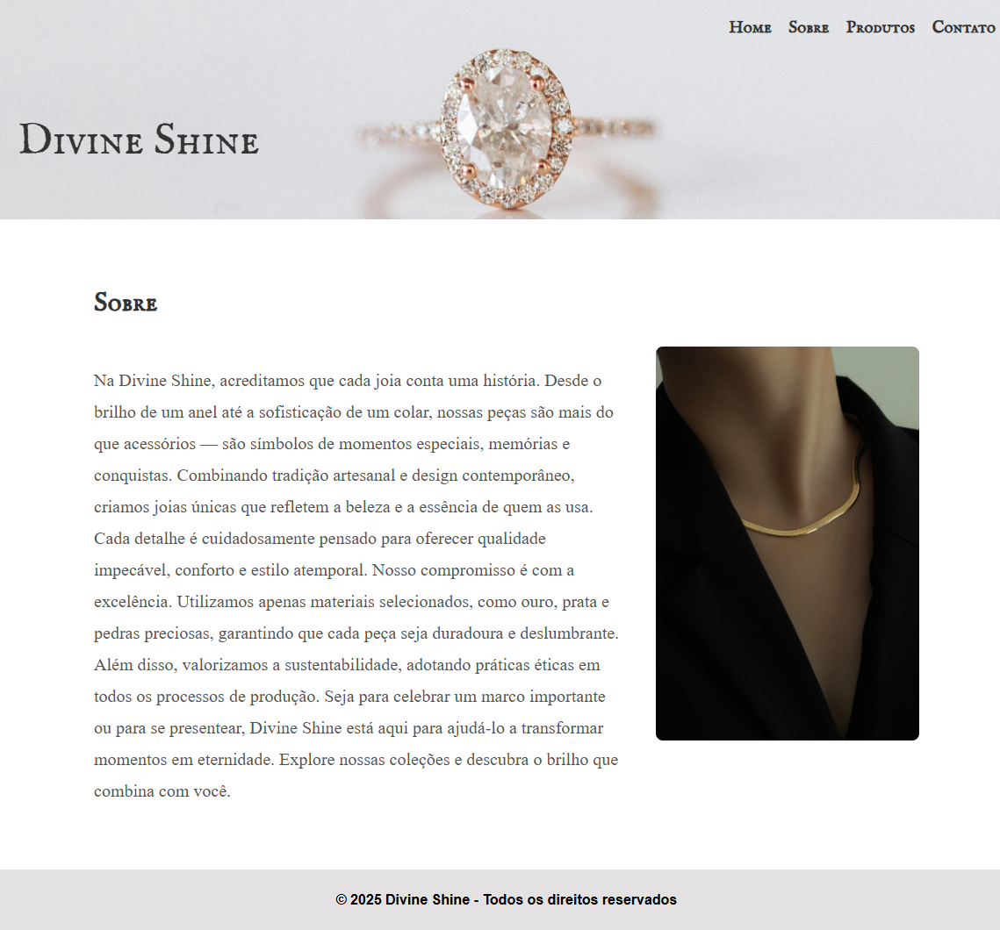 Home Sobre Produtos Contato
Divine Shine
Sobre
Na Divine Shine, acreditamos que cada joia conta uma história. Desde o
brilho de um anel até a sofisticação de um colar, nossas peças são mais do
que acessórios — são símbolos de momentos especiais, memórias e
conquistas. Combinando tradição artesanal e design contemporâneo,
criamos joias únicas que refletem a beleza e a essência de quem as usa.
Cada detalhe é cuidadosamente pensado para oferecer qualidade
impecável, conforto e estilo atemporal. Nosso compromisso é com a
excelência. Utilizamos apenas materiais selecionados, como ouro, prata e
pedras preciosas, garantindo que cada peça seja duradoura e deslumbrante.
Além disso, valorizamos a sustentabilidade, adotando práticas éticas em
todos os processos de produção. Seja para celebrar um marco importante
ou para se presentear, Divine Shine está aqui para ajudá-lo a transformar
momentos em eternidade. Explore nossas coleções e descubra o brilho que
combina com você.
© 2025 Divine Shine - Todos os direitos reservados